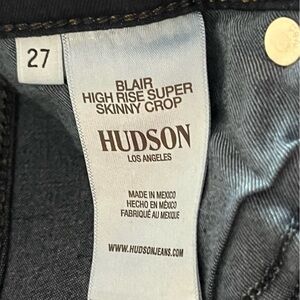 27
BLAIR
HIGH RISE SUPER
SKINNY CROP
HUDSON
LOS ANGELES
MADE IN MEXICO
HECHO EN MÉXICO
FABRIQUÉ AU MEXIQUE
WWW.HUDSONJEANS.COM